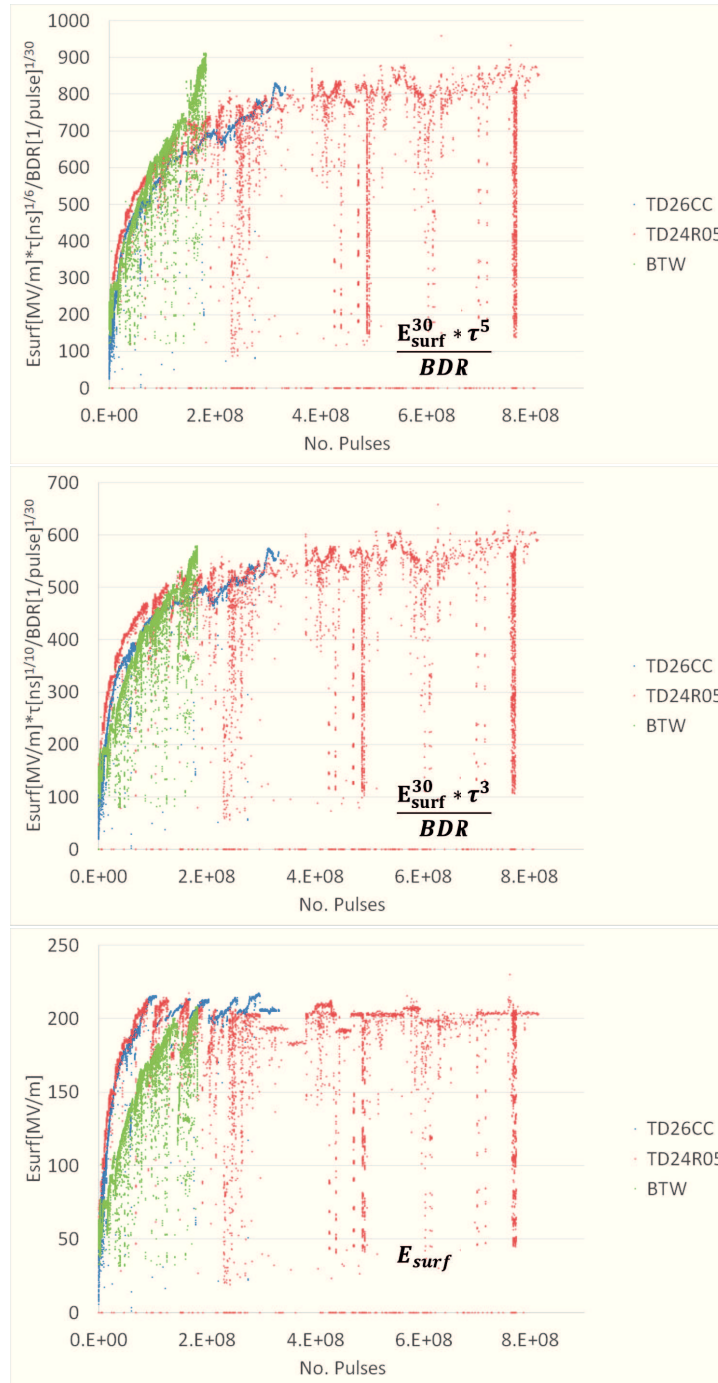 1000
900
800
700
600
500
400
300
200
100
0
Esurf[MV/m]*τ[ns]^1/6/BDR[1/pulse]^1/30
0.E+00 2.E+08 4.E+08 6.E+08 8.E+08
No. Pulses
E_surf^30 * τ^5
BDR
TD26CC
TD24R05
BTW
700
600
500
400
300
200
100
0
Esurf[MV/m]*τ[ns]^1/10/BDR[1/pulse]^1/30
0.E+00 2.E+08 4.E+08 6.E+08 8.E+08
No. Pulses
E_surf^30 * τ^3
BDR
TD26CC
TD24R05
BTW
250
200
150
100
50
0
Esurf[MV/m]
0.E+00 2.E+08 4.E+08 6.E+08 8.E+08
No. Pulses
E_surf
TD26CC
TD24R05
BTW